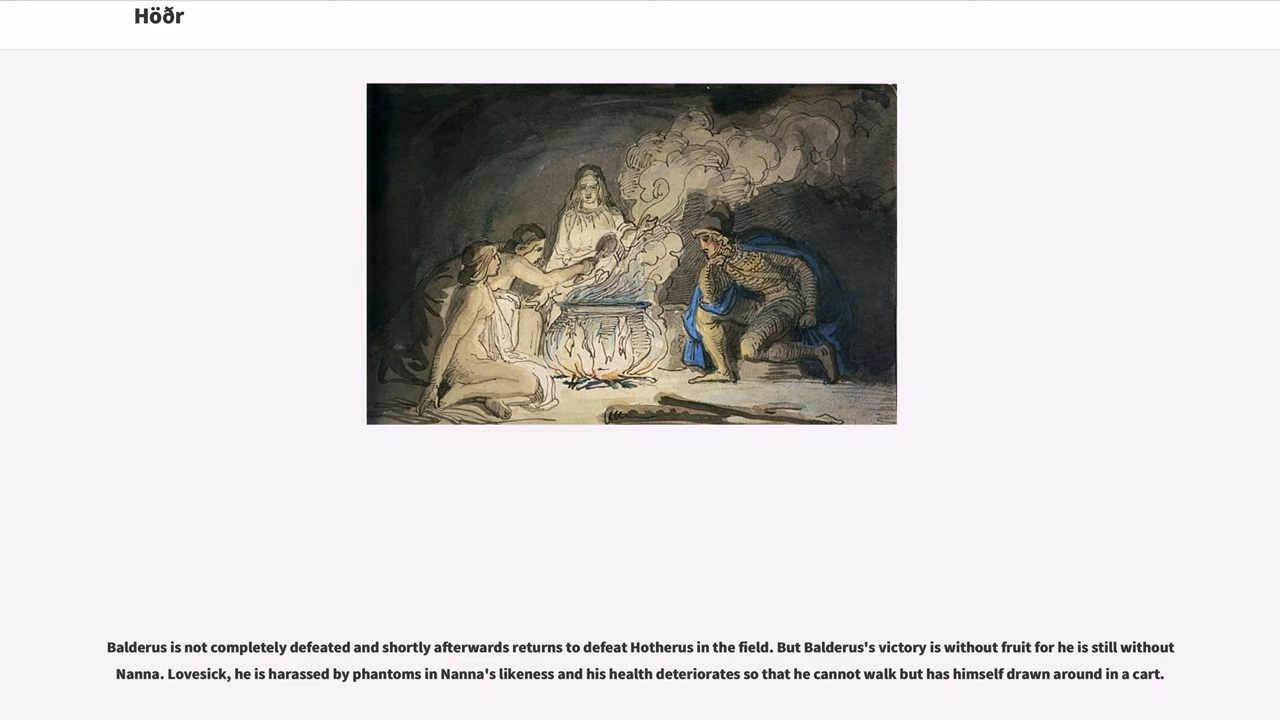 Höðr
Balderus is not completely defeated and shortly afterwards returns to defeat Hotherus in the field. But Balderus's victory is without fruit for he is still without
Nanna. Lovesick, he is harassed by phantoms in Nanna's likeness and his health deteriorates so that he cannot walk but has himself drawn around in a cart.